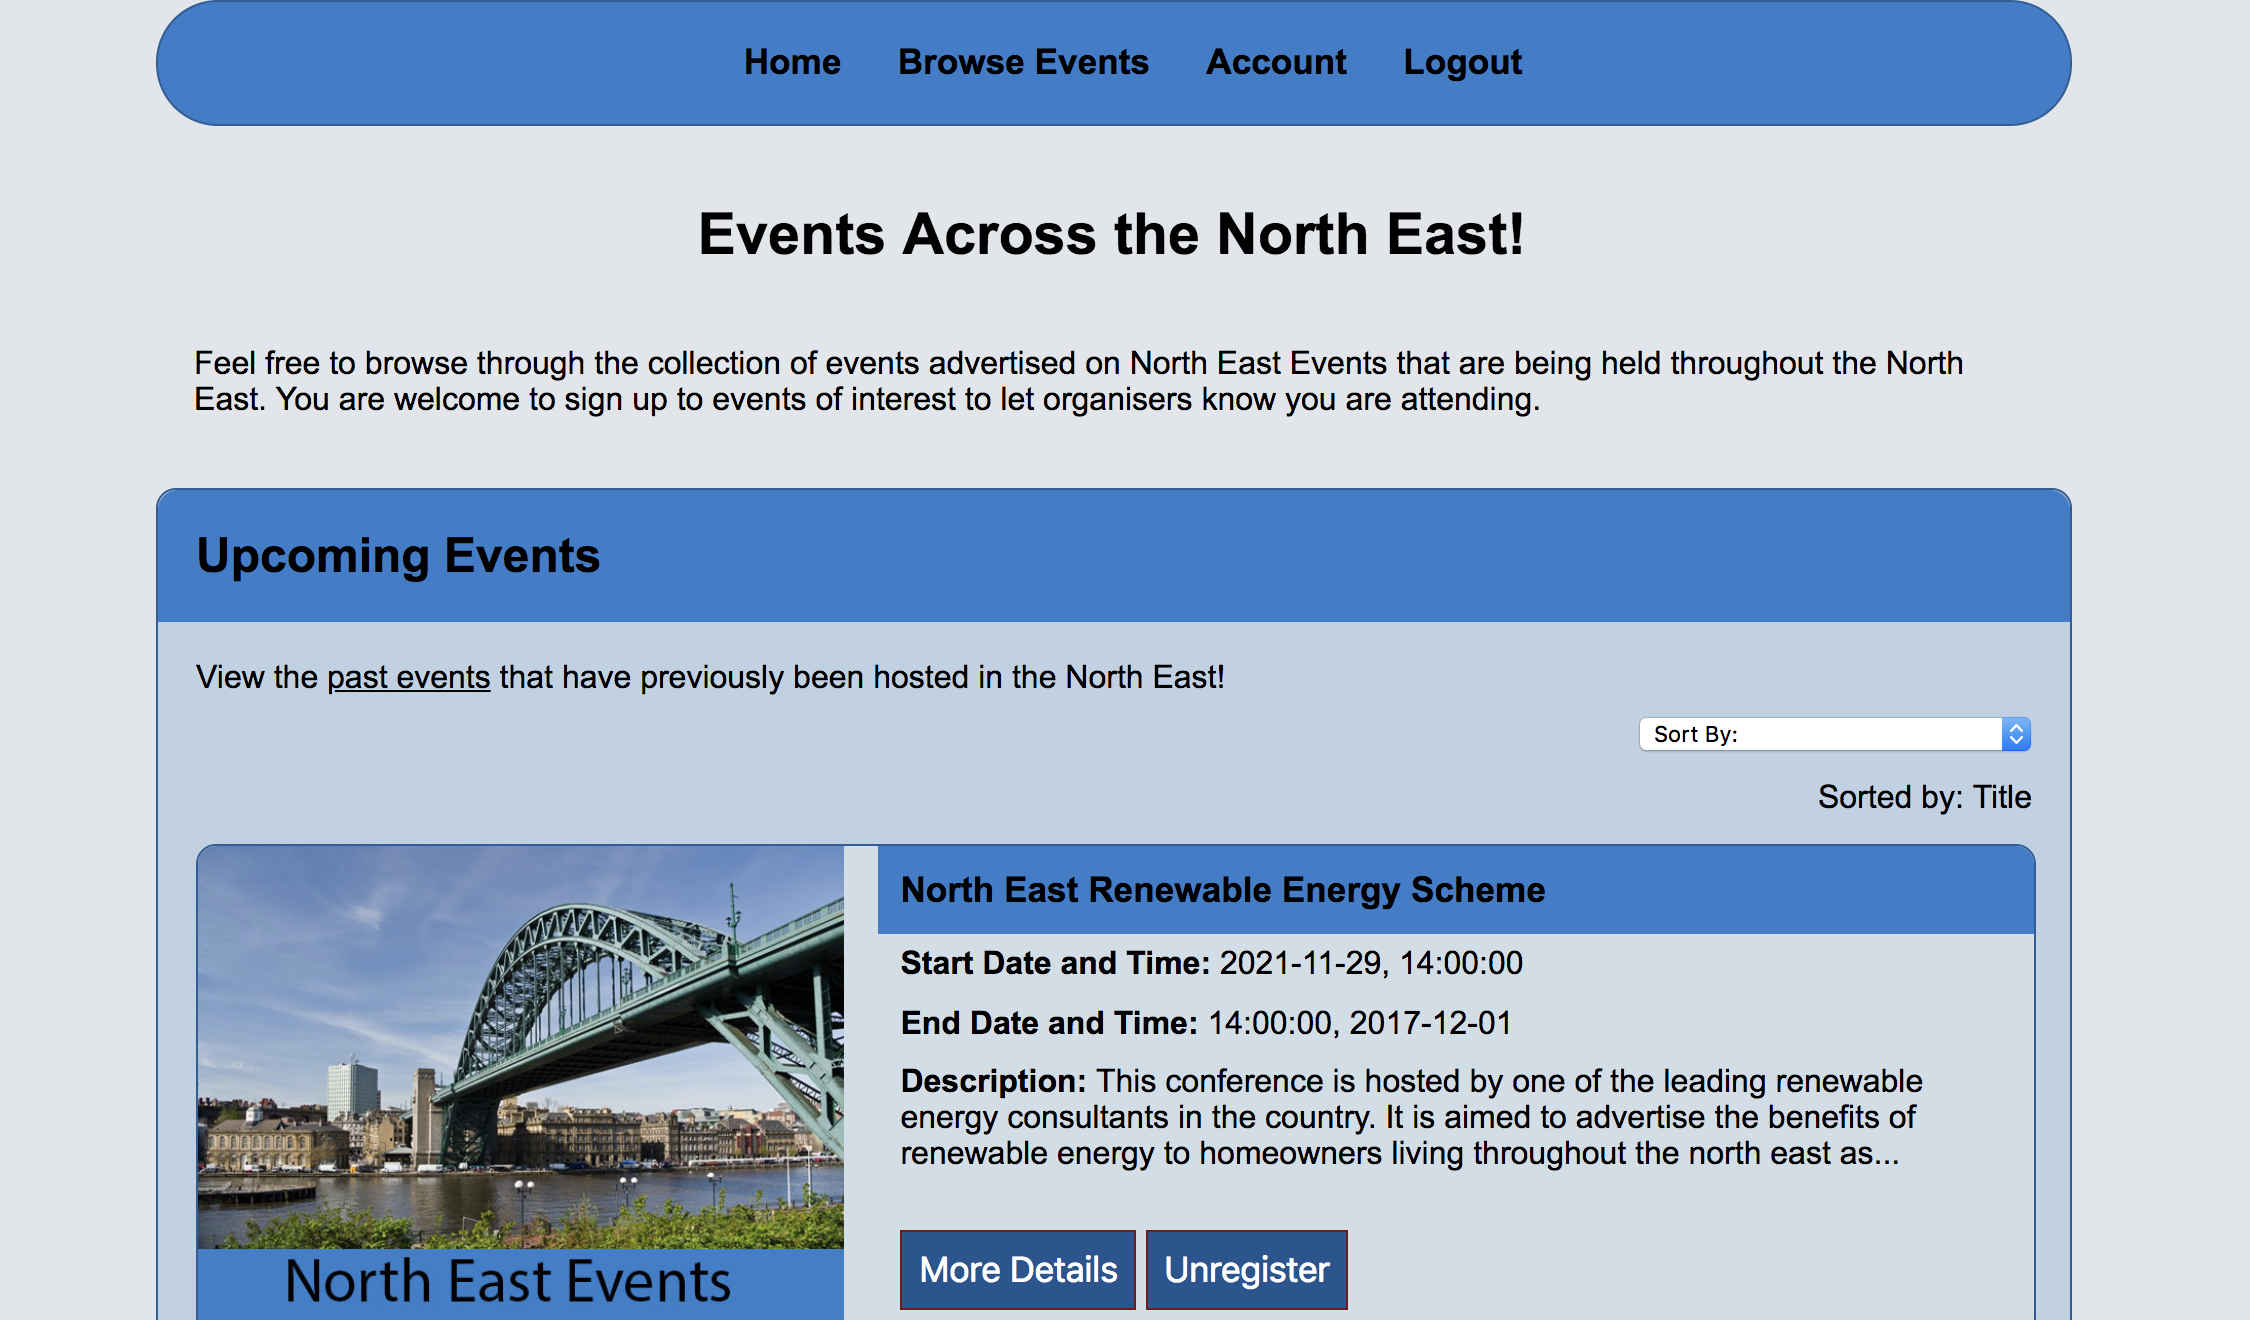 Home Browse Events Account Logout
Events Across the North East!
Feel free to browse through the collection of events advertised on North East Events that are being held throughout the North
East. You are welcome to sign up to events of interest to let organisers know you are attending.
Upcoming Events
View the past events that have previously been hosted in the North East!
Sort By:
Sorted by: Title
North East Renewable Energy Scheme
Start Date and Time: 2021-11-29, 14:00:00
End Date and Time: 14:00:00, 2017-12-01
Description: This conference is hosted by one of the leading renewable
energy consultants in the country. It is aimed to advertise the benefits of
renewable energy to homeowners living throughout the north east as...
More Details Unregister
North East Events